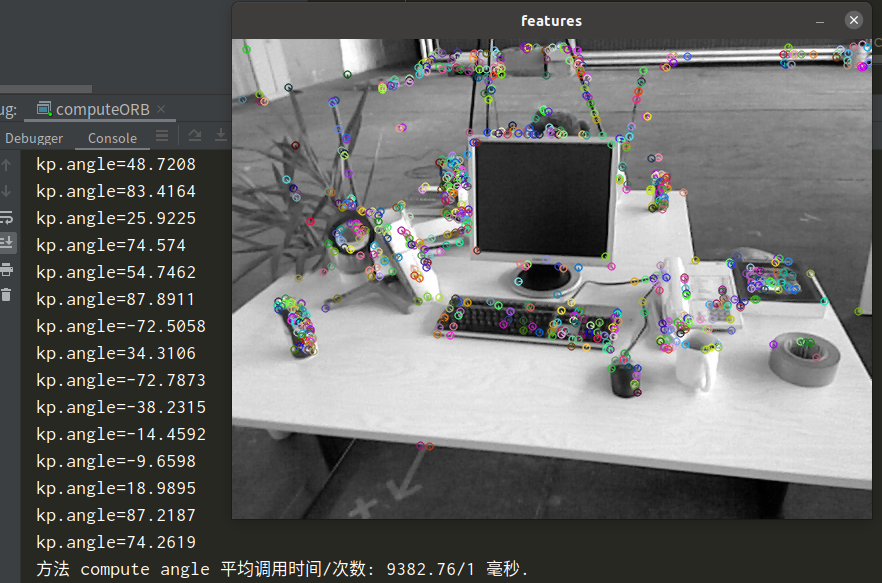 features
ug:
computeORB
Debugger
Console
kp.angle=48.7208
kp.angle=83.4164
kp.angle=25.9225
kp.angle=74.574
kp.angle=54.7462
kp.angle=87.8911
kp.angle=-72.5058
kp.angle=34.3106
kp.angle=-72.7873
kp.angle=-38.2315
kp.angle=-14.4592
kp.angle=-9.6598
kp.angle=18.9895
kp.angle=87.2187
kp.angle=74.2619
方法 compute angle 平均调用时间/次数: 9382.76/1 毫秒.